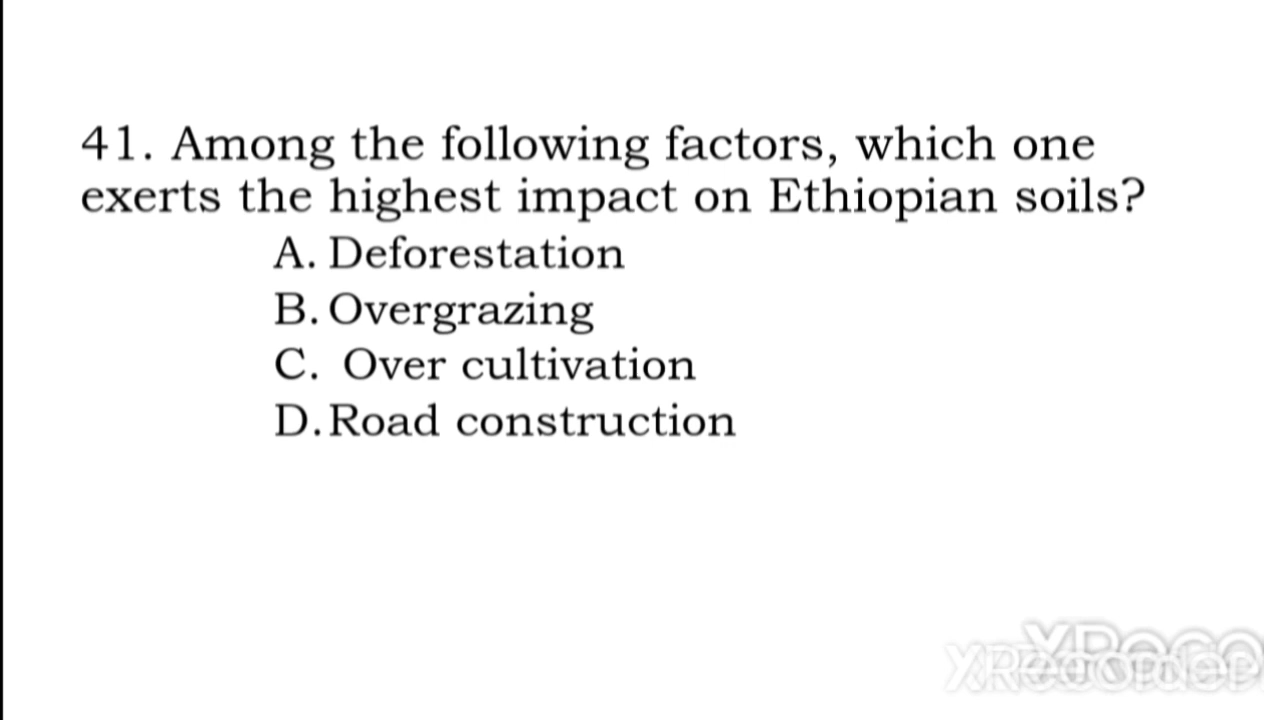 41. Among the following factors, which one
exerts the highest impact on Ethiopian soils?
A. Deforestation
B. Overgrazing
C. Over cultivation
D. Road construction
XRecorder